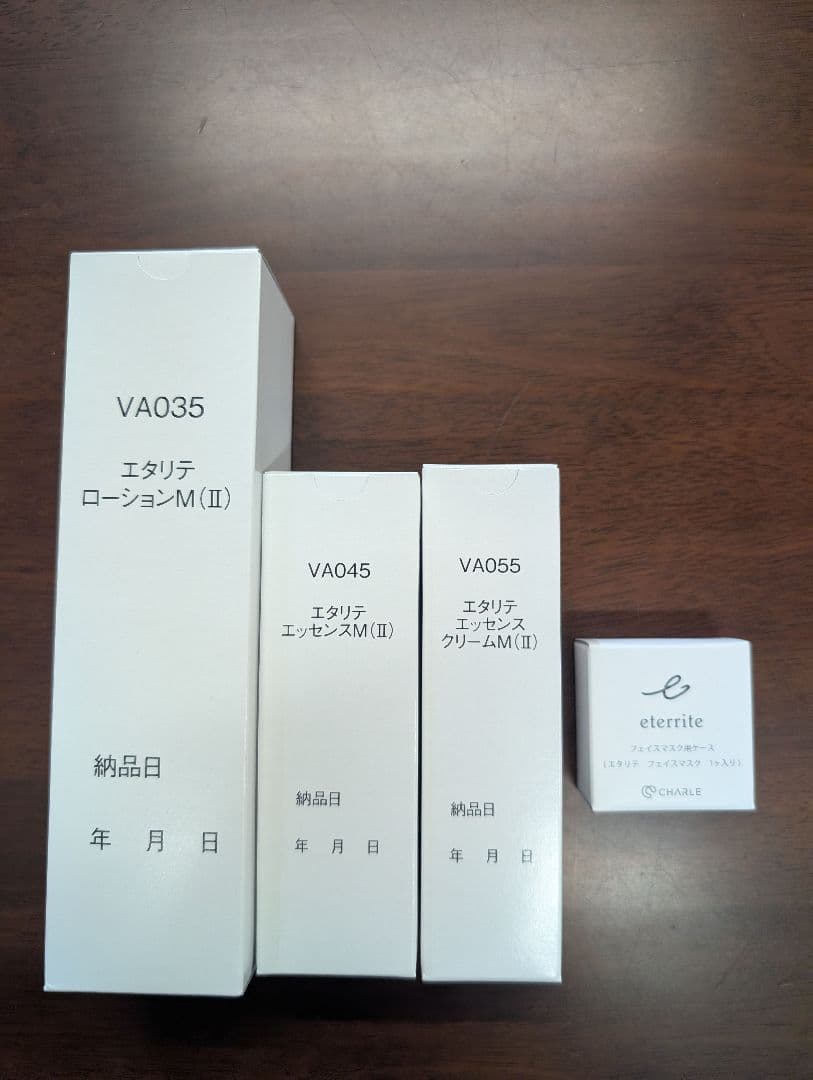 VA035
エタリテ
ローションM(Ⅱ)
納品日
年 月 日
VA045
エタリテ
エッセンスM(Ⅱ)
納品日
年 月 日
VA055
エタリテ
エッセンス
クリームM(Ⅱ)
納品日
年 月 日
e
eterrite
フェイスマスク用ケース
(エタリテ フェイスマスク 1ヶ入り)
CHARLE